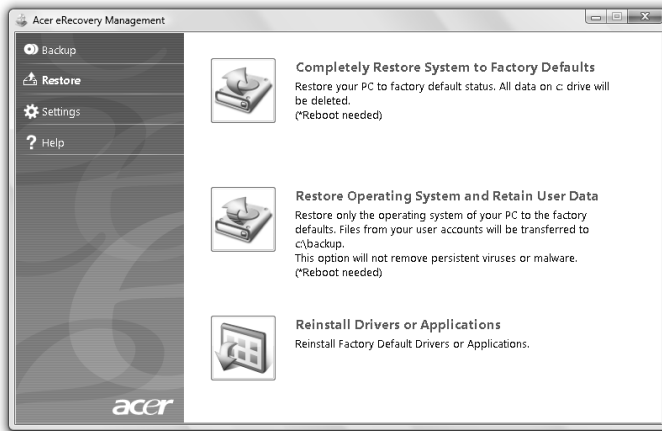 Acer eRecovery Management
Backup
Restore
Settings
Help
Completely Restore System to Factory Defaults
Restore your PC to factory default status. All data on c: drive will
be deleted.
(*Reboot needed)
Restore Operating System and Retain User Data
Restore only the operating system of your PC to the factory
defaults. Files from your user accounts will be transferred to
c:\backup.
This option will not remove persistent viruses or malware.
(*Reboot needed)
Reinstall Drivers or Applications
Reinstall Factory Default Drivers or Applications.
acer